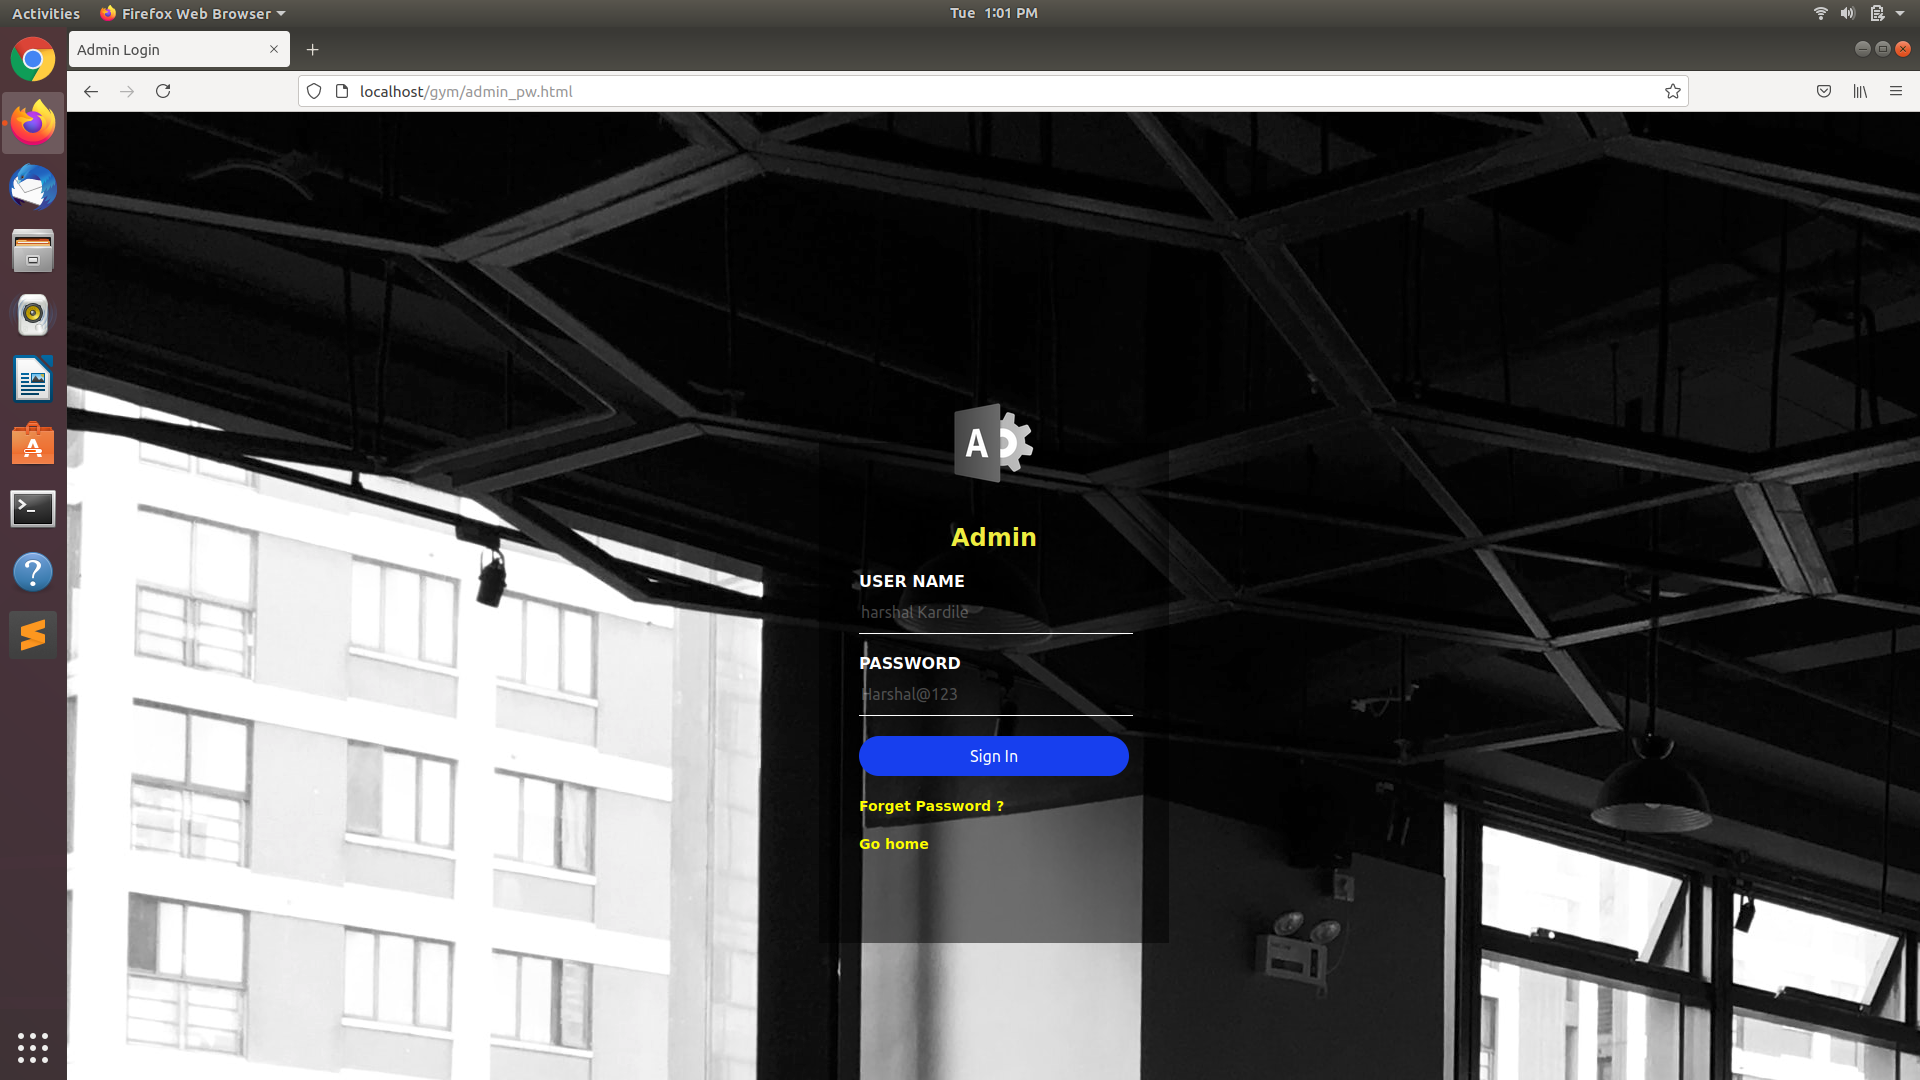 Activities Firefox Web Browser Tue 1:01 PM
Admin Login
localhost/gym/admin_pw.html
A
Admin
USER NAME
harshal Kardile
PASSWORD
Harshal@123
Sign In
Forget Password ?
Go home